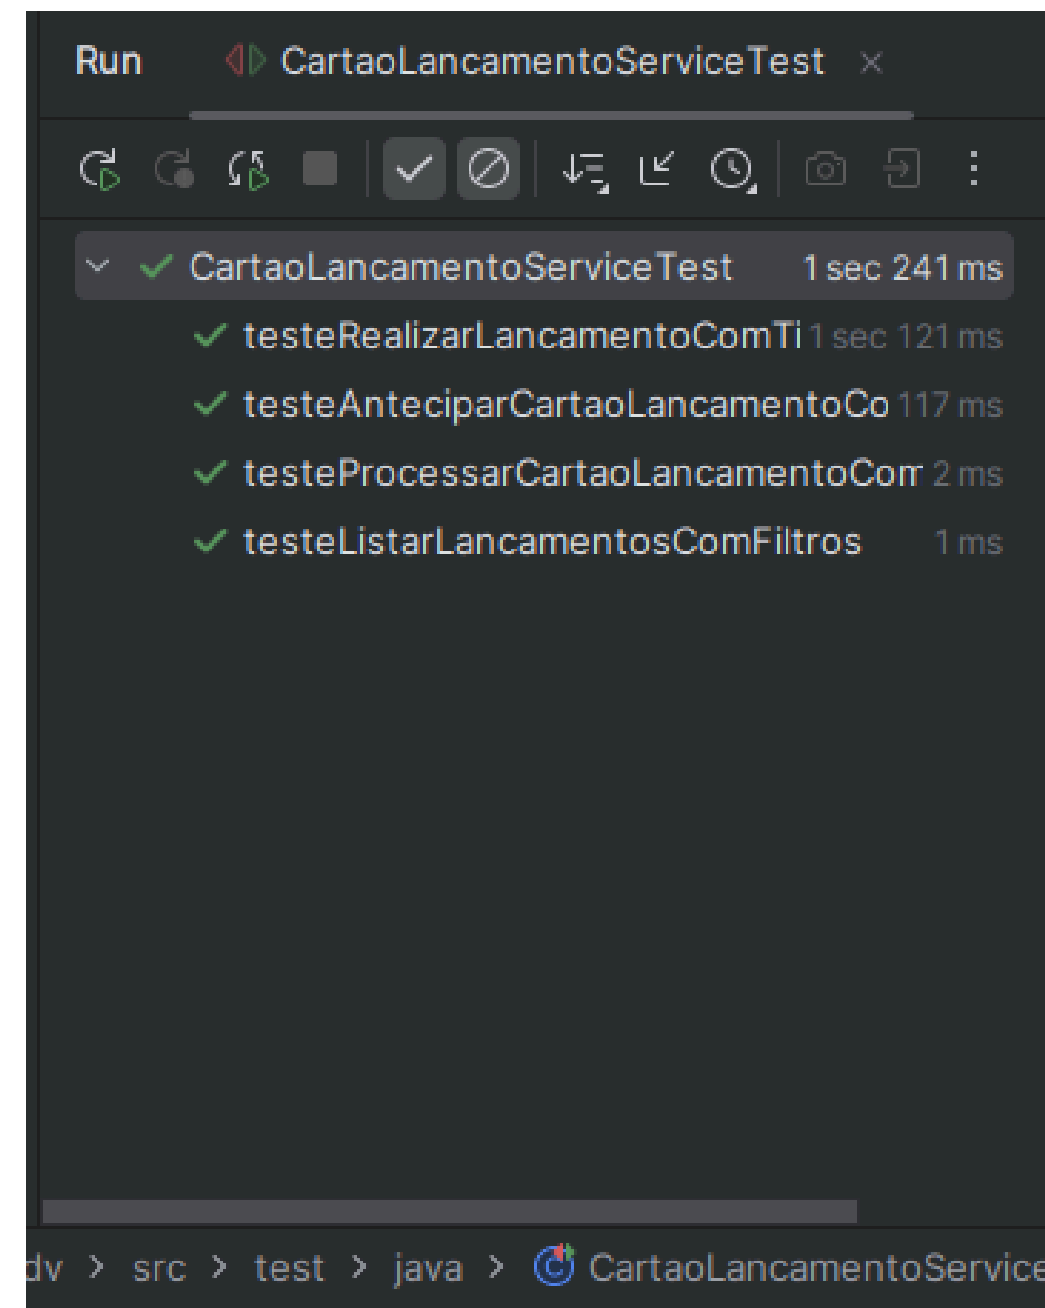 Run CartaoLancamentoServiceTest
CartaoLancamentoServiceTest 1 sec 241 ms
testeRealizarLancamentoComTi 1 sec 121 ms
testeAnteciparCartaoLancamentoCo 117 ms
testeProcessarCartaoLancamentoCom 2 ms
testeListarLancamentosComFiltros 1 ms
dv > src > test > java > CartaoLancamentoService